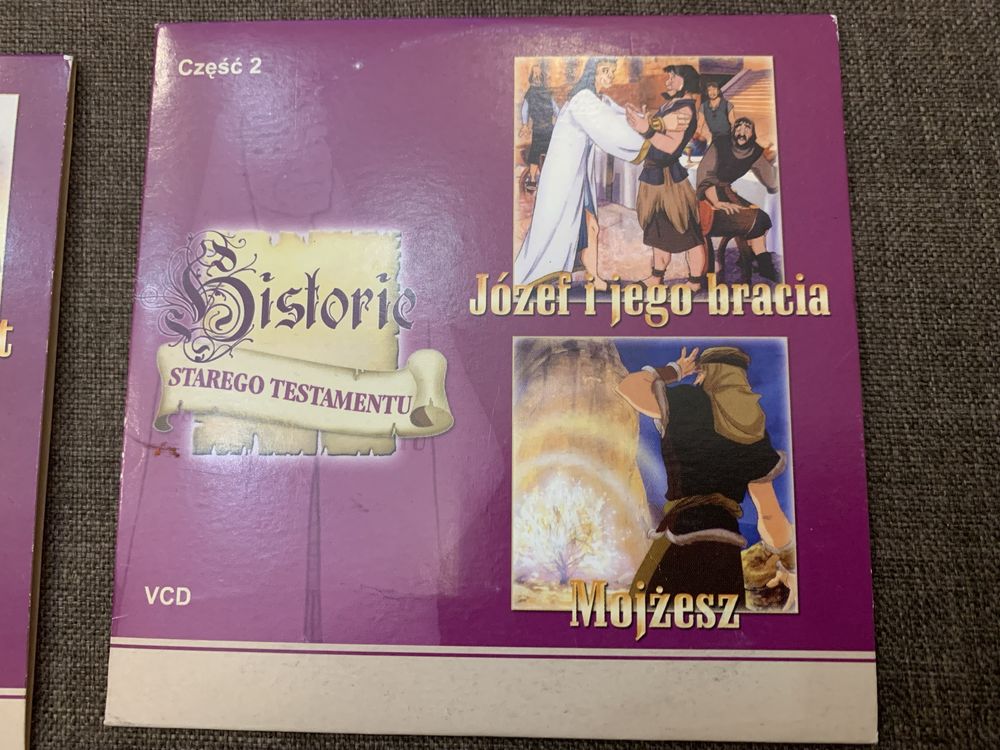 Część 2
Historie
STAREGO TESTAMENTU
Józef i jego bracia
Mojżesz
VCD
t